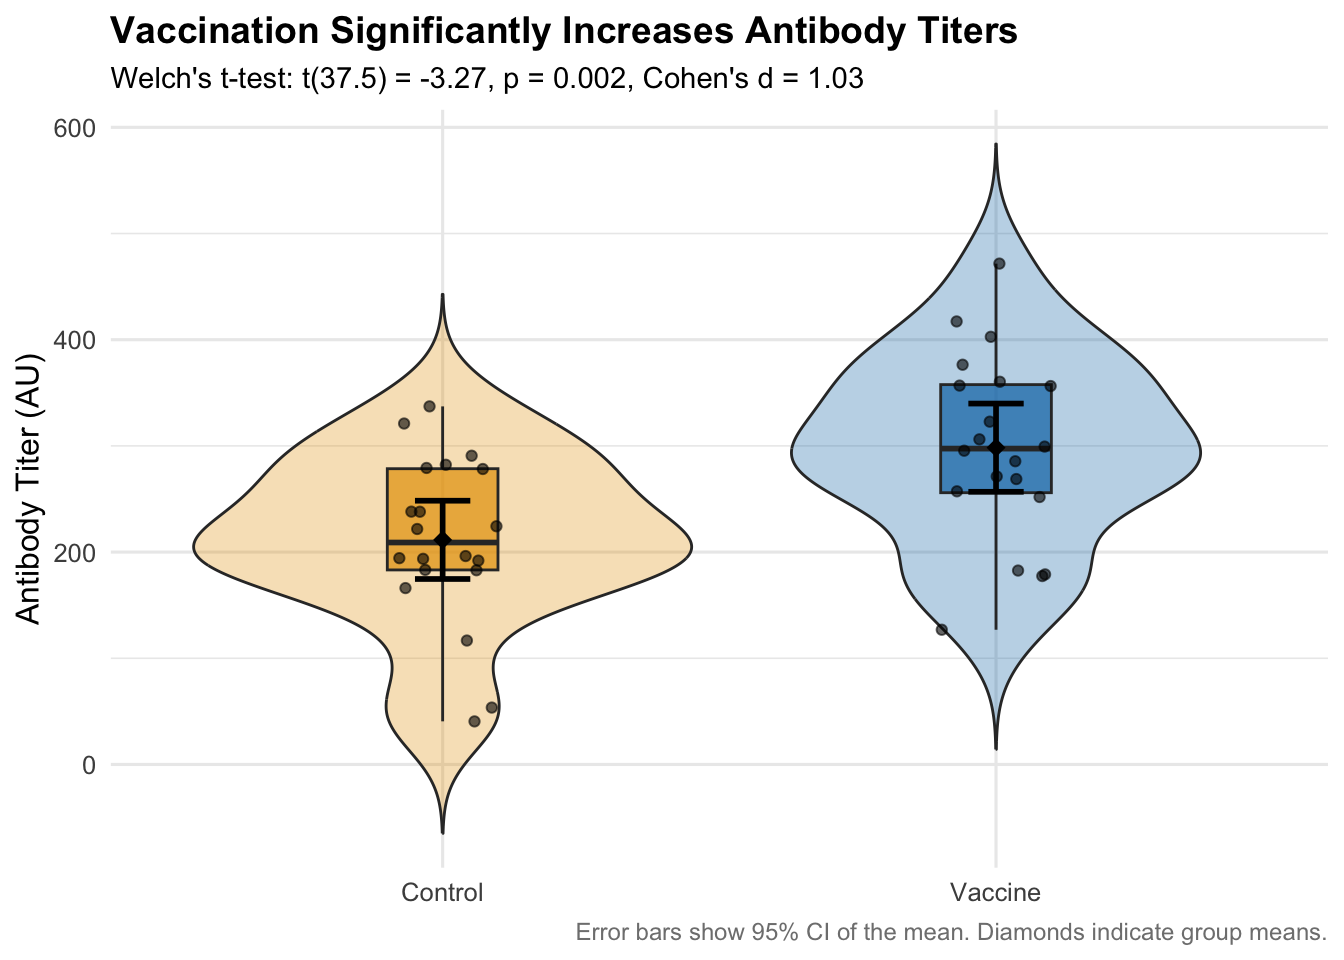 Vaccination Significantly Increases Antibody Titers
Welch's t-test: t(37.5) = -3.27, p = 0.002, Cohen's d = 1.03
600
400
200
0
Antibody Titer (AU)
Control
Vaccine
Error bars show 95% CI of the mean. Diamonds indicate group means.